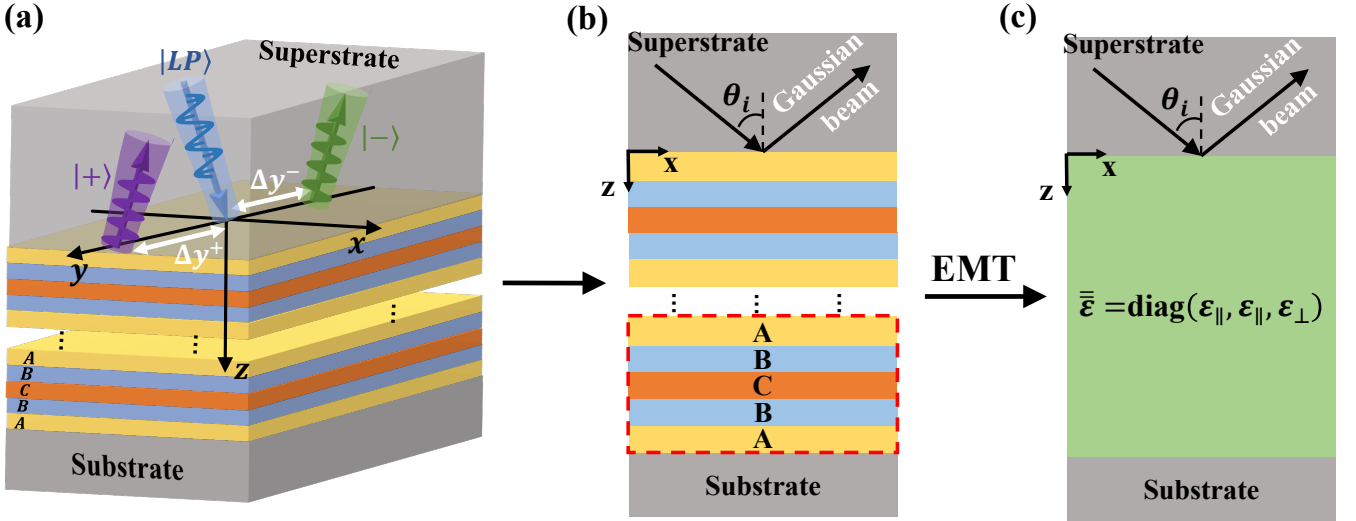 (a)
|LP⟩
Superstrate
|+⟩
|−⟩
Δy⁻
Δy⁺
y
x
z
A
B
C
B
A
Substrate
(b)
Superstrate
θᵢ
Gaussian
beam
x
z
A
B
C
B
A
Substrate
EMT
(c)
Superstrate
θᵢ
Gaussian
beam
x
z
ε̿ =diag(ε∥, ε∥, ε⊥)
Substrate